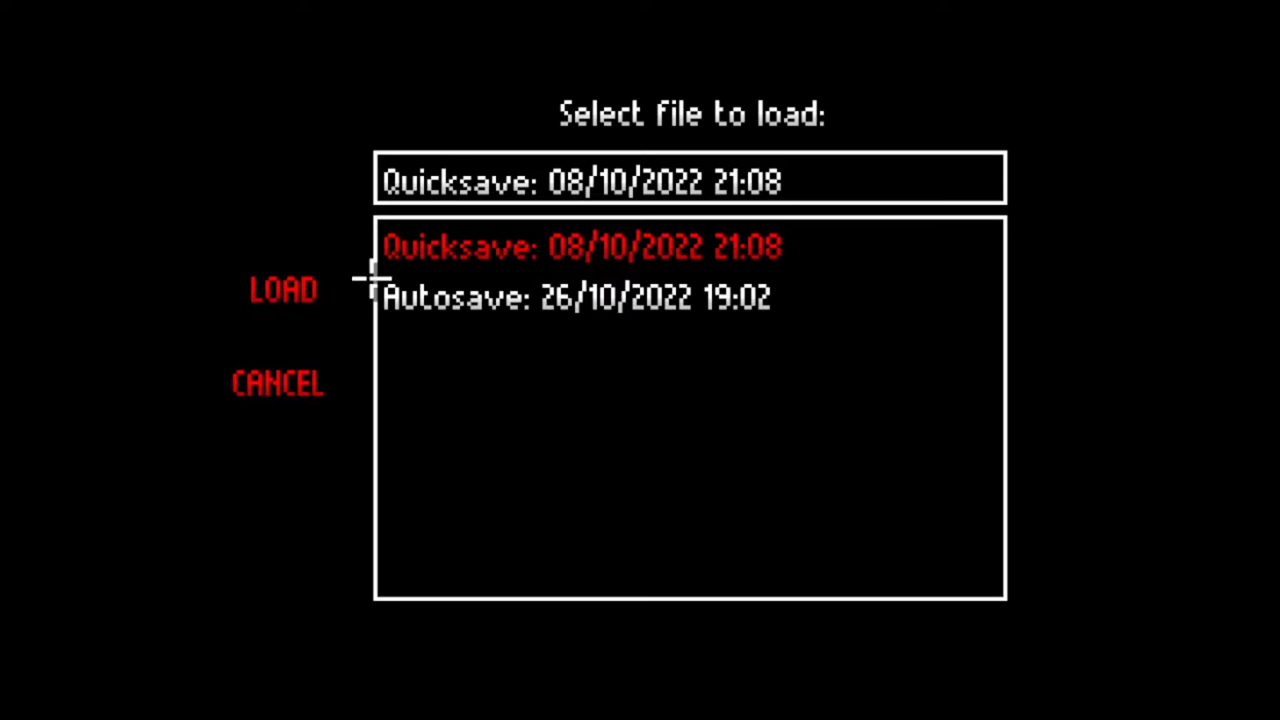 Select file to load:
Quicksave: 08/10/2022 21:08
Quicksave: 08/10/2022 21:08
LOAD
Autosave: 26/10/2022 19:02
CANCEL